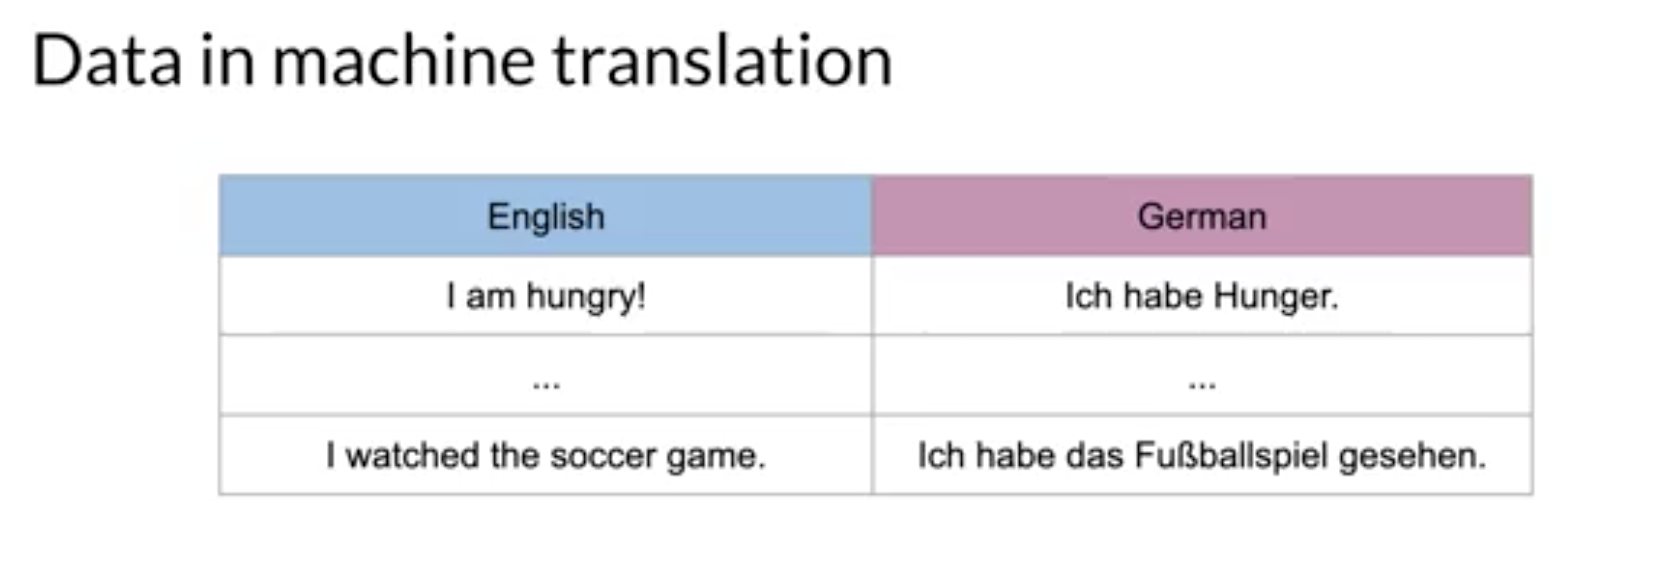 Data in machine translation
English German
I am hungry! Ich habe Hunger.
... ...
I watched the soccer game. Ich habe das Fußballspiel gesehen.